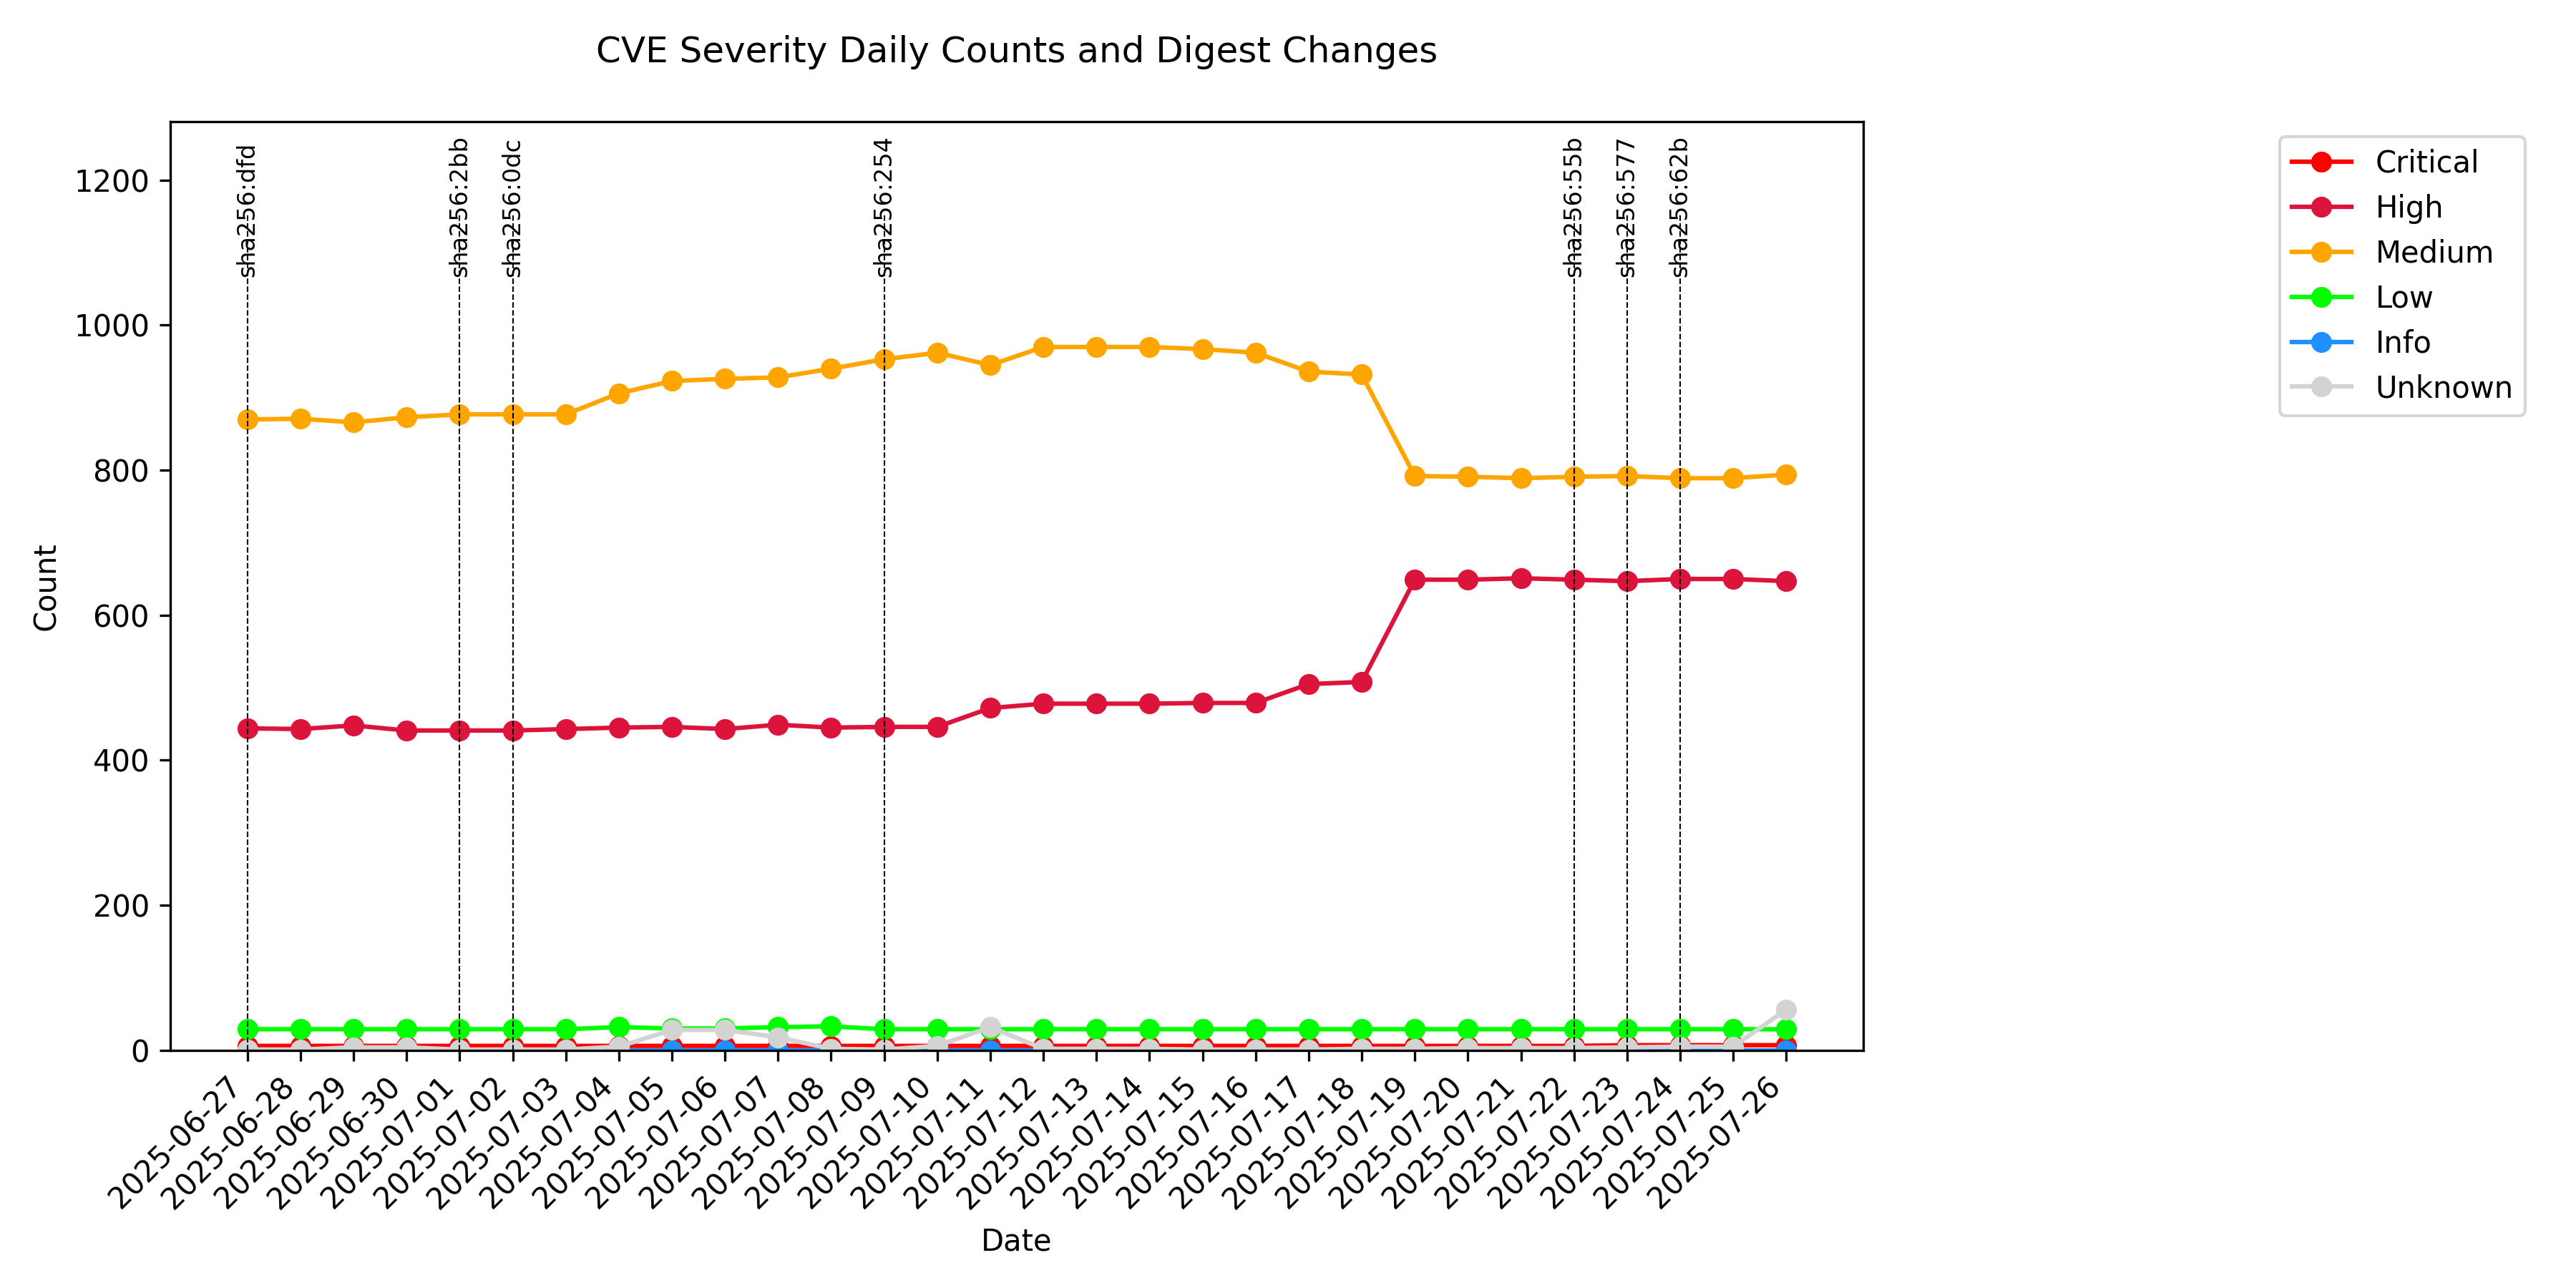 CVE Severity Daily Counts and Digest Changes
sha256:dfd
sha256:2bb
sha256:0dc
sha256:254
sha256:55b
sha256:577
sha256:62b
Critical
High
Medium
Low
Info
Unknown
1200
1000
800
600
400
200
0
Count
2025-06-27
2025-06-28
2025-06-29
2025-06-30
2025-07-01
2025-07-02
2025-07-03
2025-07-04
2025-07-05
2025-07-06
2025-07-07
2025-07-08
2025-07-09
2025-07-10
2025-07-11
2025-07-12
2025-07-13
2025-07-14
2025-07-15
2025-07-16
2025-07-17
2025-07-18
2025-07-19
2025-07-20
2025-07-21
2025-07-22
2025-07-23
2025-07-24
2025-07-25
2025-07-26
Date